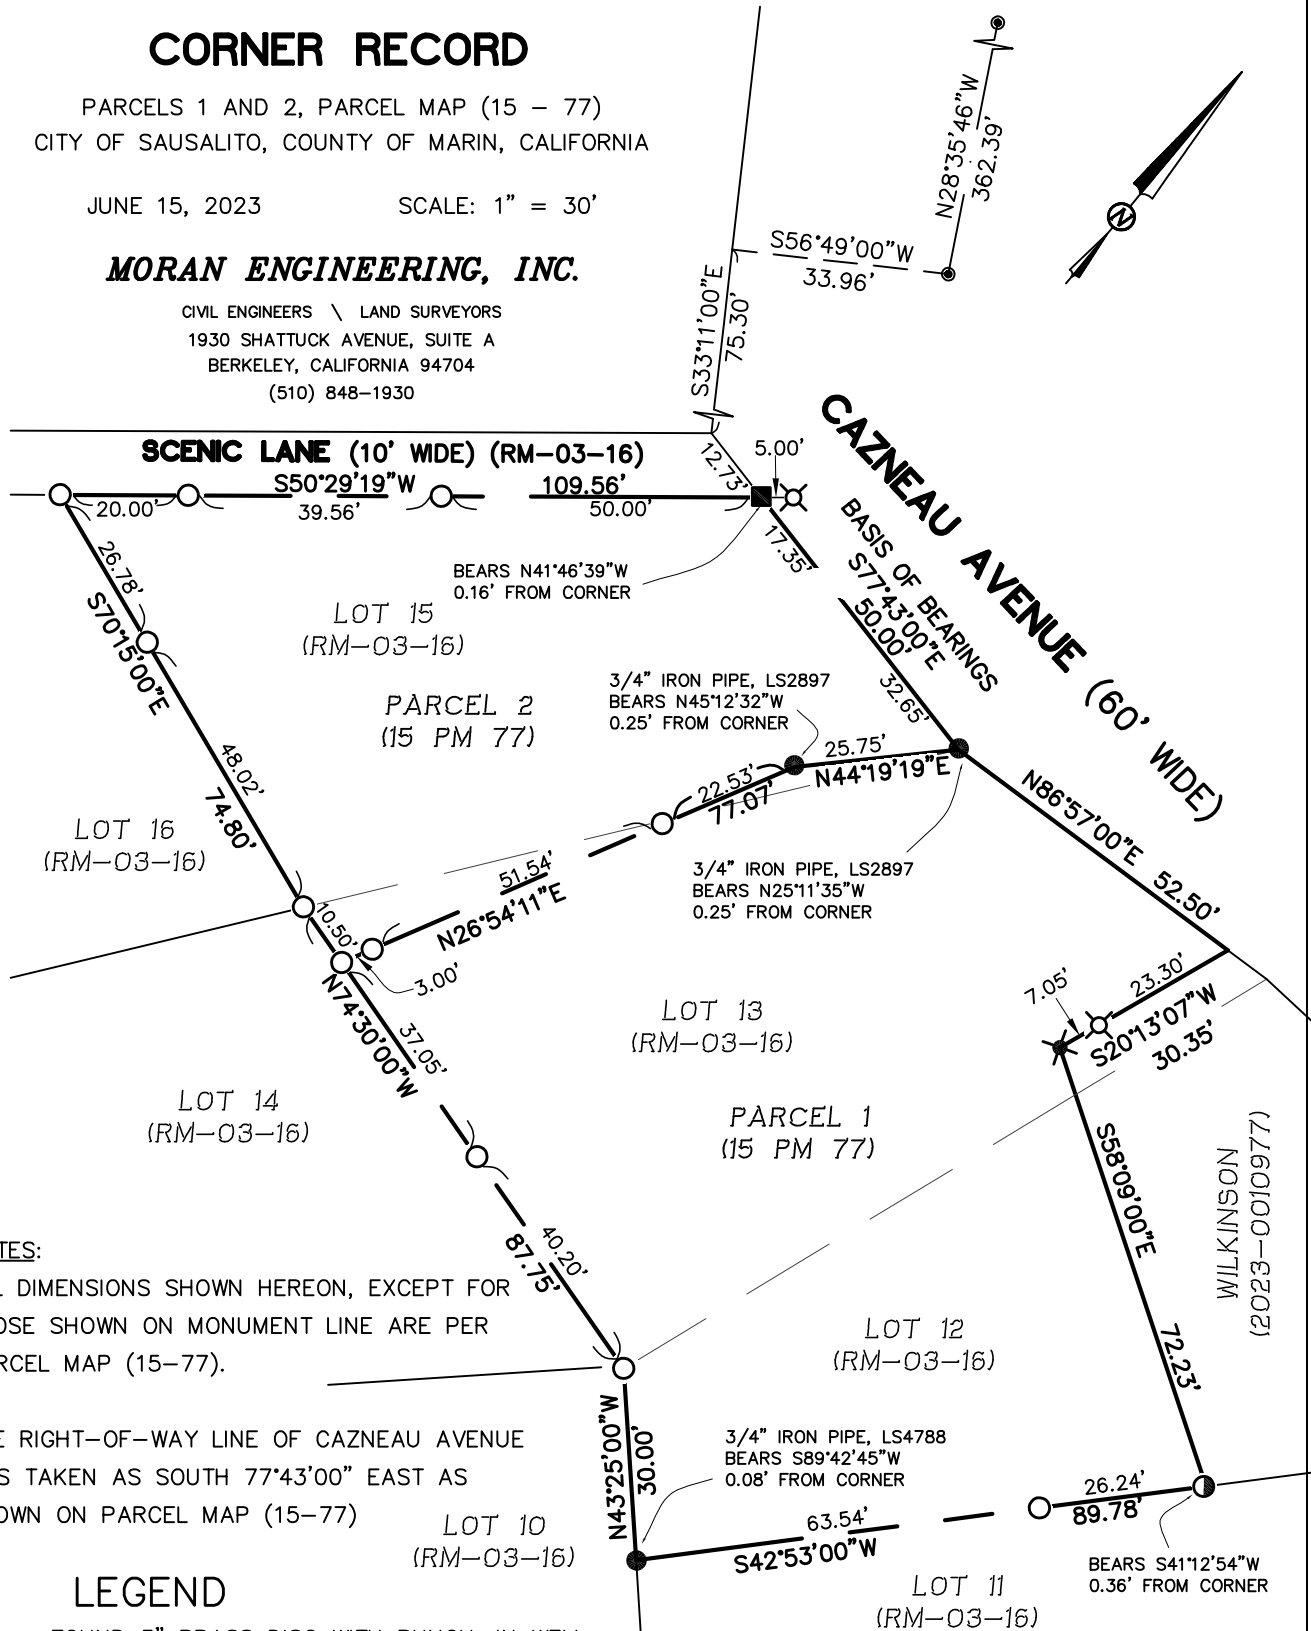 CORNER RECORD
PARCELS 1 AND 2, PARCEL MAP (15 – 77)
CITY OF SAUSALITO, COUNTY OF MARIN, CALIFORNIA
JUNE 15, 2023 SCALE: 1” = 30’
MORAN ENGINEERING, INC.
CIVIL ENGINEERS \ LAND SURVEYORS
1930 SHATTUCK AVENUE, SUITE A
BERKELEY, CALIFORNIA 94704
(510) 848–1930
N28°35’46”W
362.39’
N
S56°49’00”W
33.96’
S33°11’00”E
75.30’
SCENIC LANE (10’ WIDE) (RM–03–16)
S50°29’19”W
109.56’
20.00’
39.56’
50.00’
12.73’
5.00’
17.35’
CAZNEAU AVENUE (60’ WIDE)
BASIS OF BEARINGS
S77°43’00”E
50.00’
32.65’
BEARS N41°46’39”W
0.16’ FROM CORNER
26.78’
S70°15’00”E
48.02’
74.80’
LOT 15
(RM–03–16)
PARCEL 2
(15 PM 77)
3/4” IRON PIPE, LS2897
BEARS N45°12’32”W
0.25’ FROM CORNER
25.75’
N44°19’19”E
22.53’
77.07’
51.54’
N26°54’11”E
3/4” IRON PIPE, LS2897
BEARS N25°11’35”W
0.25’ FROM CORNER
N86°57’00”E
52.50’
LOT 16
(RM–03–16)
10.50’
3.00’
N74°30’00”W
37.05’
LOT 13
(RM–03–16)
7.05’
23.30’
S20°13’07”W
30.35’
LOT 14
(RM–03–16)
PARCEL 1
(15 PM 77)
S58°09’00”E
72.23’
WILKINSON
(2023–0010977)
40.20’
87.75’
TES:
L DIMENSIONS SHOWN HEREON, EXCEPT FOR
OSE SHOWN ON MONUMENT LINE ARE PER
RCEL MAP (15–77).
E RIGHT–OF–WAY LINE OF CAZNEAU AVENUE
S TAKEN AS SOUTH 77°43’00” EAST AS
OWN ON PARCEL MAP (15–77)
LOT 12
(RM–03–16)
N43°25’00”W
30.00’
3/4” IRON PIPE, LS4788
BEARS S89°42’45”W
0.08’ FROM CORNER
63.54’
S42°53’00”W
26.24’
89.78’
LOT 10
(RM–03–16)
BEARS S41°12’54”W
0.36’ FROM CORNER
LOT 11
(RM–03–16)
LEGEND